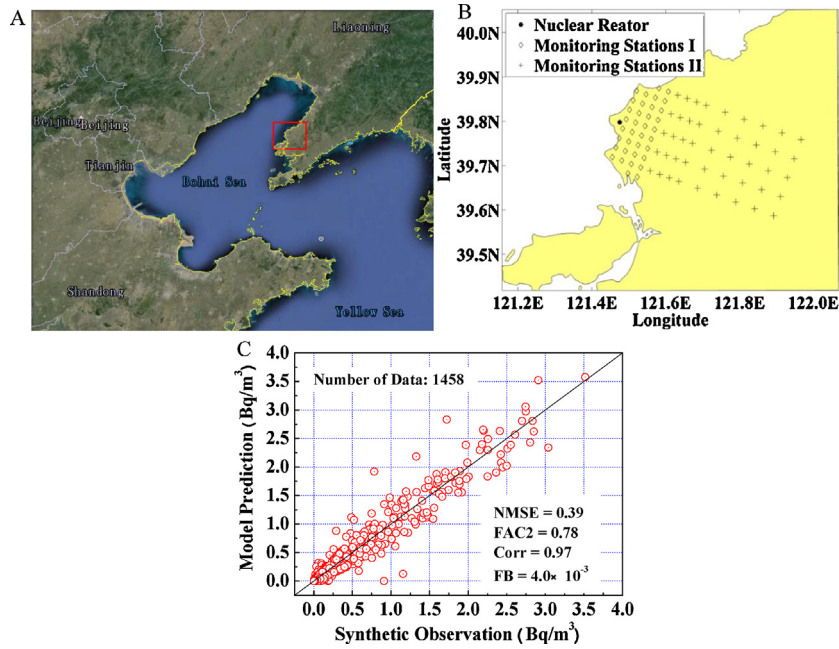 A
Liaoning
Beijing
Beijing
Tianjin
Bohai Sea
Shandong
Yellow Sea
B
Nuclear Reator
Monitoring Stations I
Monitoring Stations II
40.0N
39.9N
39.8N
39.7N
39.6N
39.5N
Latitude
121.2E 121.4E 121.6E 121.8E 122.0E
Longitude
C
4.0
3.5
3.0
2.5
2.0
1.5
1.0
0.5
0.0
Model Prediction (Bq/m³)
Number of Data: 1458
NMSE = 0.39
FAC2 = 0.78
Corr = 0.97
FB = 4.0× 10⁻³
0.0 0.5 1.0 1.5 2.0 2.5 3.0 3.5 4.0
Synthetic Observation (Bq/m³)